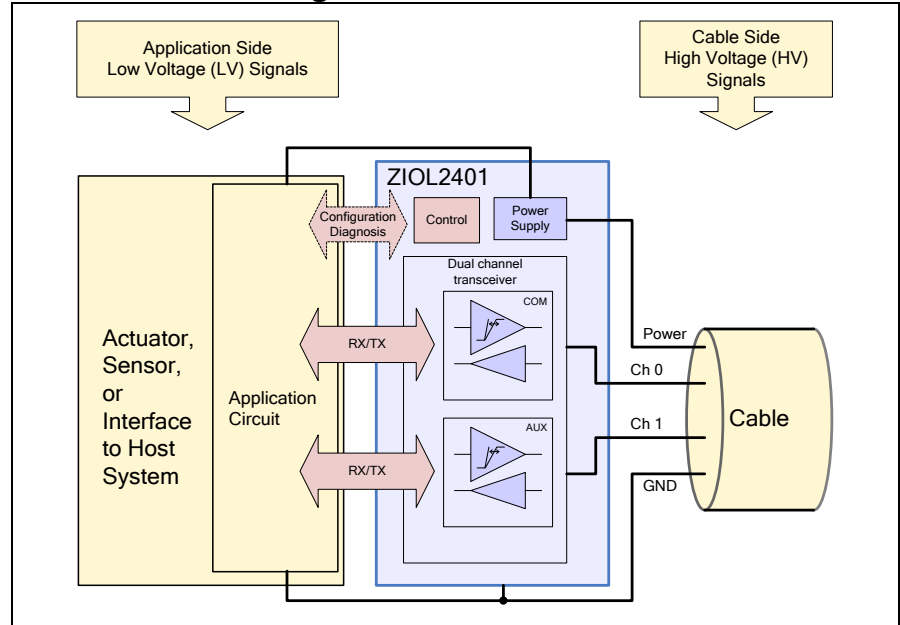 Application Side
Low Voltage (LV) Signals
Cable Side
High Voltage (HV)
Signals
ZIOL2401
Configuration
Diagnosis
Control
Power
Supply
Dual channel
transceiver
COM
RX/TX
AUX
RX/TX
Actuator,
Sensor,
or
Interface
to Host
System
Application
Circuit
Power
Ch 0
Ch 1
GND
Cable